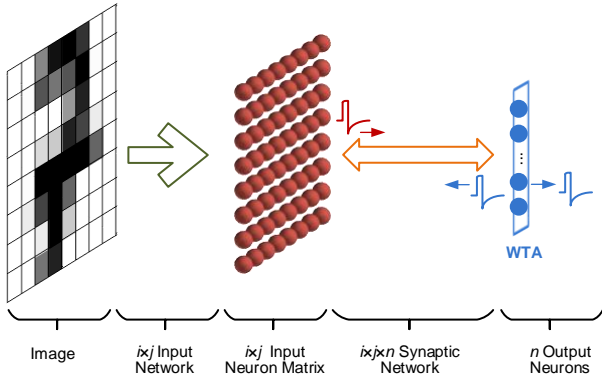 WTA
Image
i×j Input
Network
i×j Input
Neuron Matrix
i×j×n Synaptic
Network
n Output
Neurons